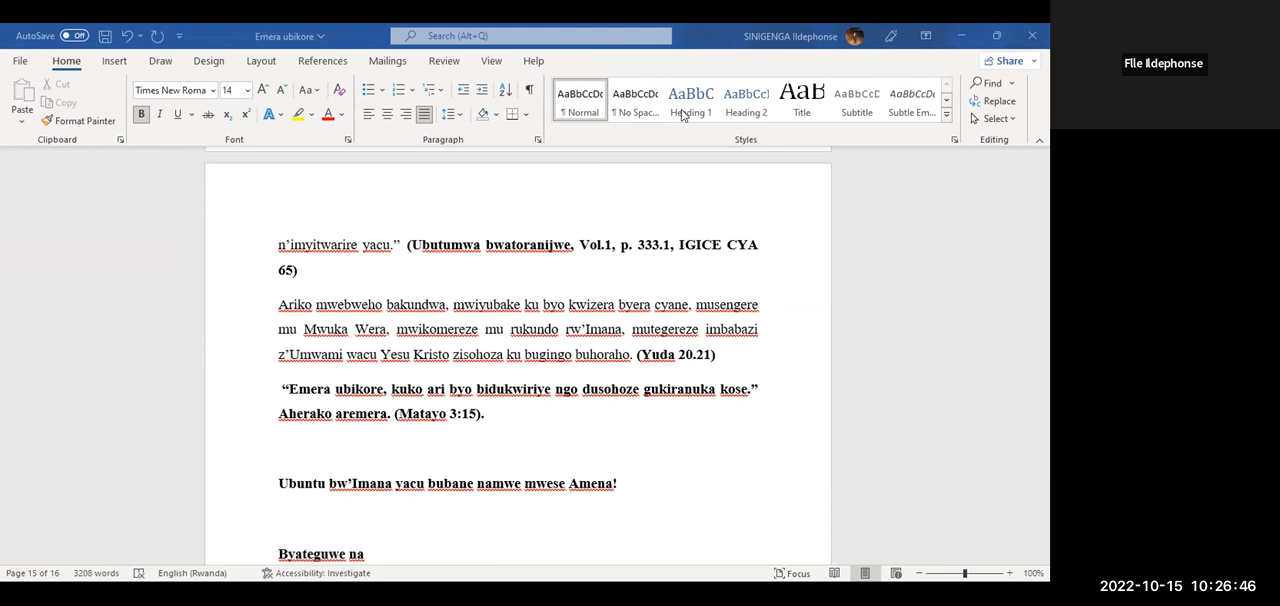 AutoSave Off Emera ubikore Search (Alt+Q) SINIGENGA Ildephonse
File Home Insert Draw Design Layout References Mailings Review View Help Share
Paste Cut Copy Format Painter Clipboard
Times New Roma 14 Aa
B I U ab x₂ x² A A Font
Paragraph
AaBbCcDc ¶ Normal
AaBbCcDc ¶ No Spac...
AaBbC Heading 1
AaBbCcI Heading 2
AaB Title
AaBbCcD Subtitle
AaBbCcDc Subtle Em...
Styles
Find Replace Select Editing
FIle Ildephonse
n’imyitwarire yacu.” (Ubutumwa bwatoranijwe, Vol.1, p. 333.1, IGICE CYA
65)
Ariko mwebweho bakundwa, mwiyubake ku byo kwizera byera cyane, musengere
mu Mwuka Wera, mwikomereze mu rukundo rw’Imana, mutegereze imbabazi
z’Umwami wacu Yesu Kristo zisohoza ku bugingo buhoraho. (Yuda 20.21)
“Emera ubikore, kuko ari byo bidukwiriye ngo dusohoze gukiranuka kose.”
Aherako aremera. (Matayo 3:15).
Ubuntu bw’Imana yacu bubane namwe mwese Amena!
Byateguwe na
Page 15 of 16 3208 words English (Rwanda) Accessibility: Investigate Focus 100%
2022-10-15 10:26:46